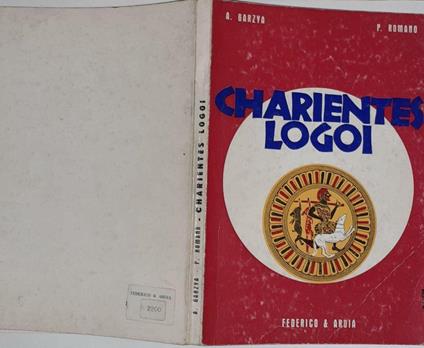 A. GARZYA
P. ROMANO
CHARIENTES
LOGOI
FEDERICO & ARDIA
A. GARZYA - P. ROMANO - CHARIENTES LOGOI
FEDERICO & ARDIA
2200